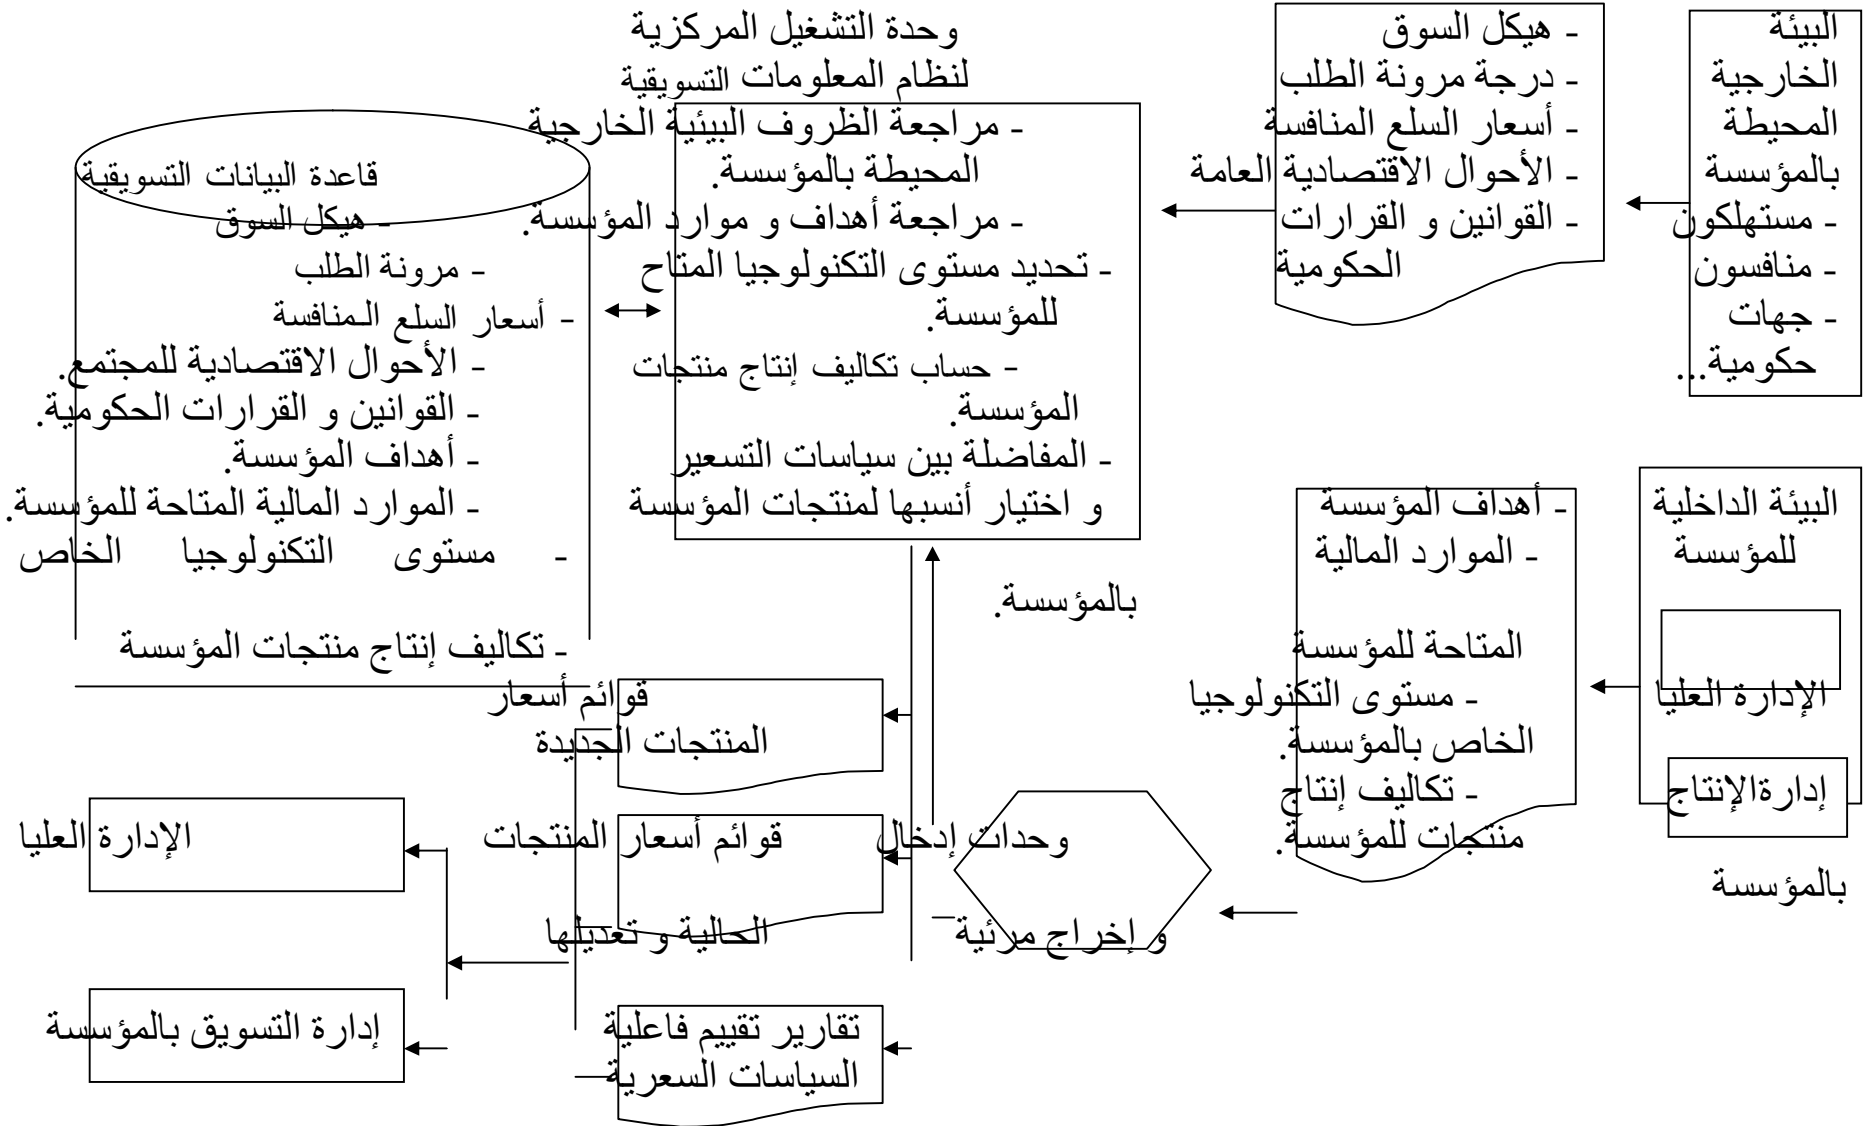 البيئة
الخارجية
المحيطة
بالمؤسسة
- مستهلكون
- منافسون
- جهات
حكومية...
- هيكل السوق
- درجة مرونة الطلب
- أسعار السلع المنافسة
- الأحوال الاقتصادية العامة
- القوانين و القرارات
الحكومية
وحدة التشغيل المركزية
لنظام المعلومات التسويقية
- مراجعة الظروف البيئية الخارجية
المحيطة بالمؤسسة.
- مراجعة أهداف و موارد المؤسسة.
- تحديد مستوى التكنولوجيا المتاح
للمؤسسة.
- حساب تكاليف إنتاج منتجات
المؤسسة.
- المفاضلة بين سياسات التسعير
و اختيار أنسبها لمنتجات المؤسسة
قاعدة البيانات التسويقية
- هيكل السوق
- مرونة الطلب
- أسعار السلع المنافسة
- الأحوال الاقتصادية للمجتمع.
- القوانين و القرارات الحكومية.
- أهداف المؤسسة.
- الموارد المالية المتاحة للمؤسسة.
- مستوى التكنولوجيا الخاص
بالمؤسسة.
- تكاليف إنتاج منتجات المؤسسة
البيئة الداخلية
للمؤسسة
الإدارة العليا
إدارةالإنتاج
بالمؤسسة
- أهداف المؤسسة
- الموارد المالية
المتاحة للمؤسسة
- مستوى التكنولوجيا
الخاص بالمؤسسة.
- تكاليف إنتاج
منتجات للمؤسسة.
وحدات إدخال
و إخراج مرئية
قوائم أسعار
المنتجات الجديدة
قوائم أسعار المنتجات
الحالية و تعديلها
تقارير تقييم فاعلية
السياسات السعرية
الإدارة العليا
إدارة التسويق بالمؤسسة